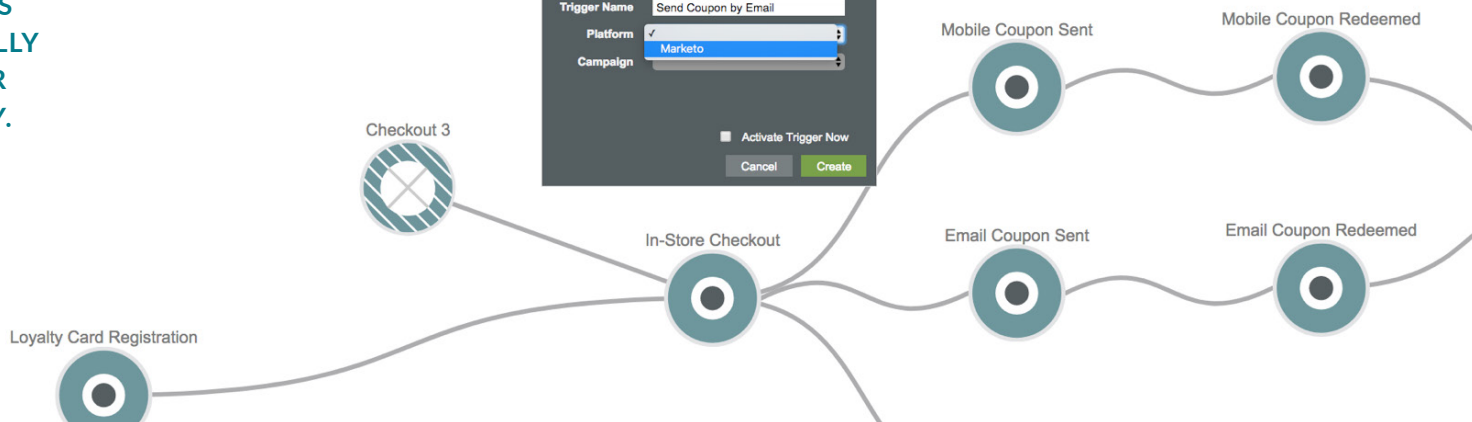 S
LLY
R
Y.
Trigger Name Send Coupon by Email
Platform ✓
Marketo
Campaign
Activate Trigger Now
Cancel Create
Mobile Coupon Sent
Mobile Coupon Redeemed
Checkout 3
In-Store Checkout
Email Coupon Sent
Email Coupon Redeemed
Loyalty Card Registration